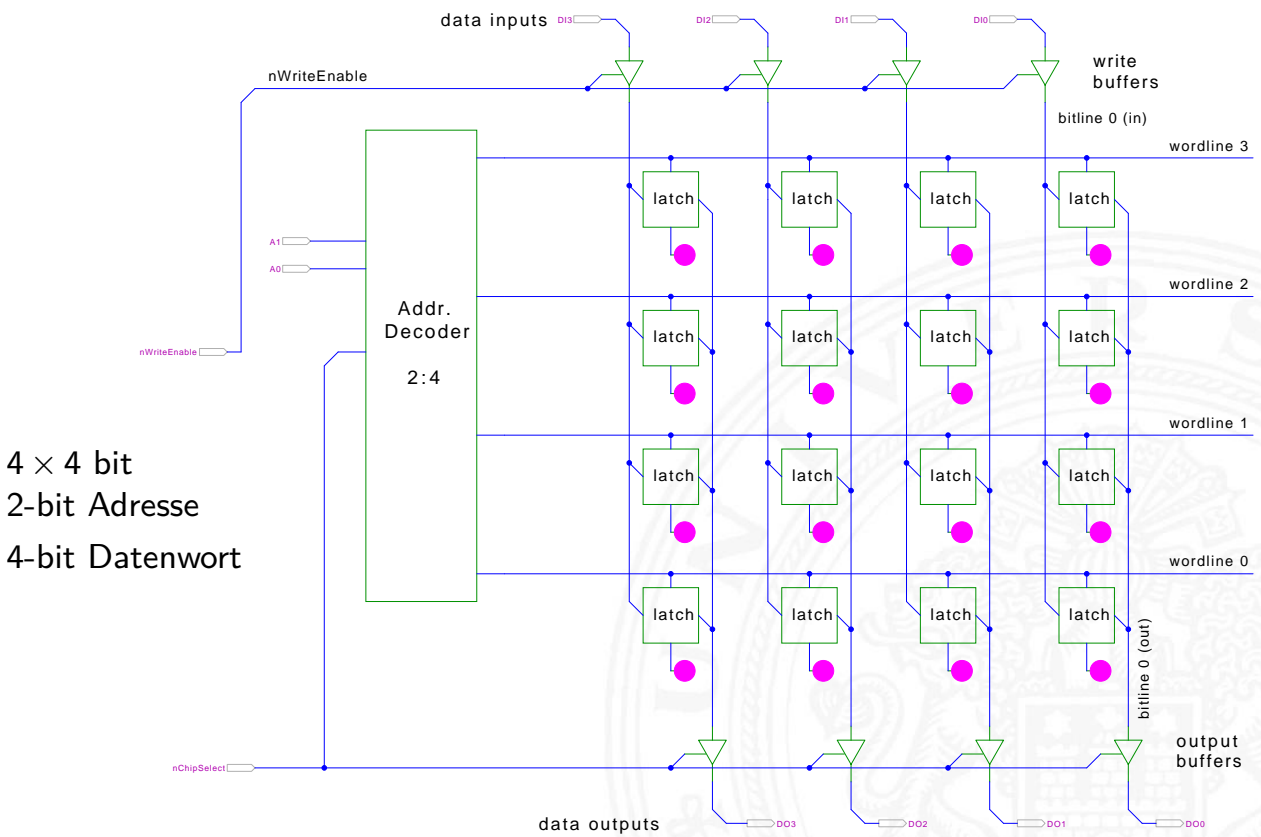 data inputs
DI3
DI2
DI1
DI0
nWriteEnable
write
buffers
bitline 0 (in)
wordline 3
latch
latch
latch
latch
A1
A0
Addr.
Decoder
2:4
wordline 2
latch
latch
latch
latch
nWriteEnable
wordline 1
4 × 4 bit
2-bit Adresse
4-bit Datenwort
latch
latch
latch
latch
wordline 0
latch
latch
latch
latch
bitline 0 (out)
output
buffers
nChipSelect
data outputs
DO3
DO2
DO1
DO0